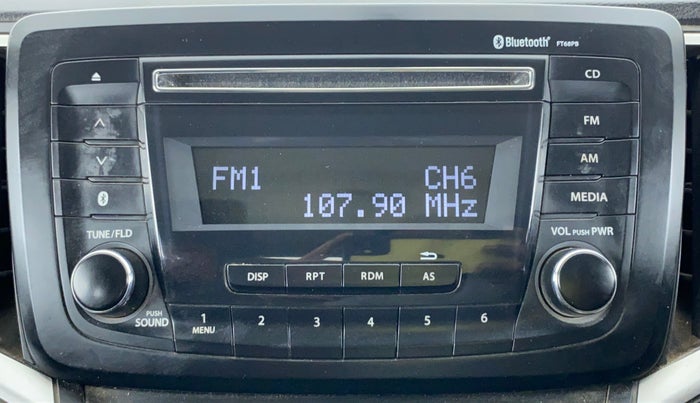 Bluetooth® FT68PB
CD
FM
AM
MEDIA
FM1 CH6
107.90 MHz
TUNE/FLD
VOL PUSH PWR
DISP RPT RDM AS
PUSH
SOUND
1 2 3 4 5 6
MENU